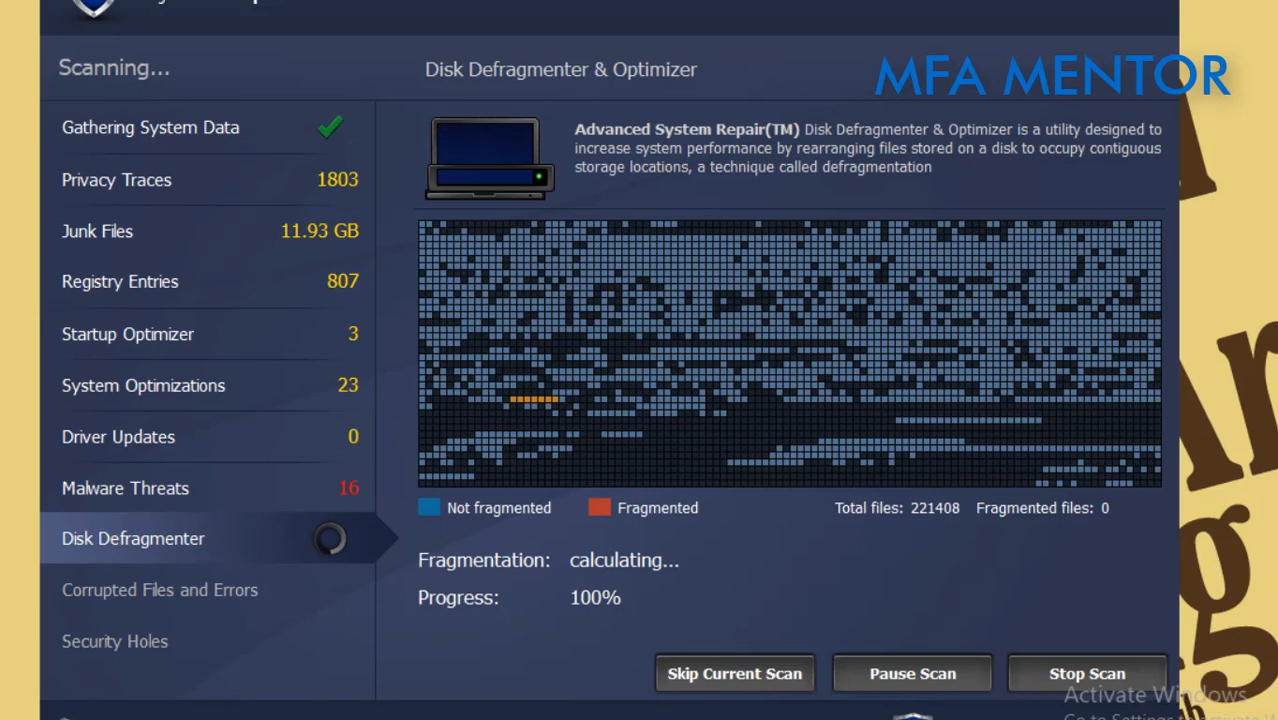 Scanning...
Disk Defragmenter & Optimizer
MFA MENTOR
Gathering System Data
Privacy Traces 1803
Junk Files 11.93 GB
Registry Entries 807
Startup Optimizer 3
System Optimizations 23
Driver Updates 0
Malware Threats 16
Disk Defragmenter
Corrupted Files and Errors
Security Holes
Advanced System Repair(TM) Disk Defragmenter & Optimizer is a utility designed to
increase system performance by rearranging files stored on a disk to occupy contiguous
storage locations, a technique called defragmentation
Not fragmented Fragmented Total files: 221408 Fragmented files: 0
Fragmentation: calculating...
Progress: 100%
Skip Current Scan Pause Scan Stop Scan
Activate Windows